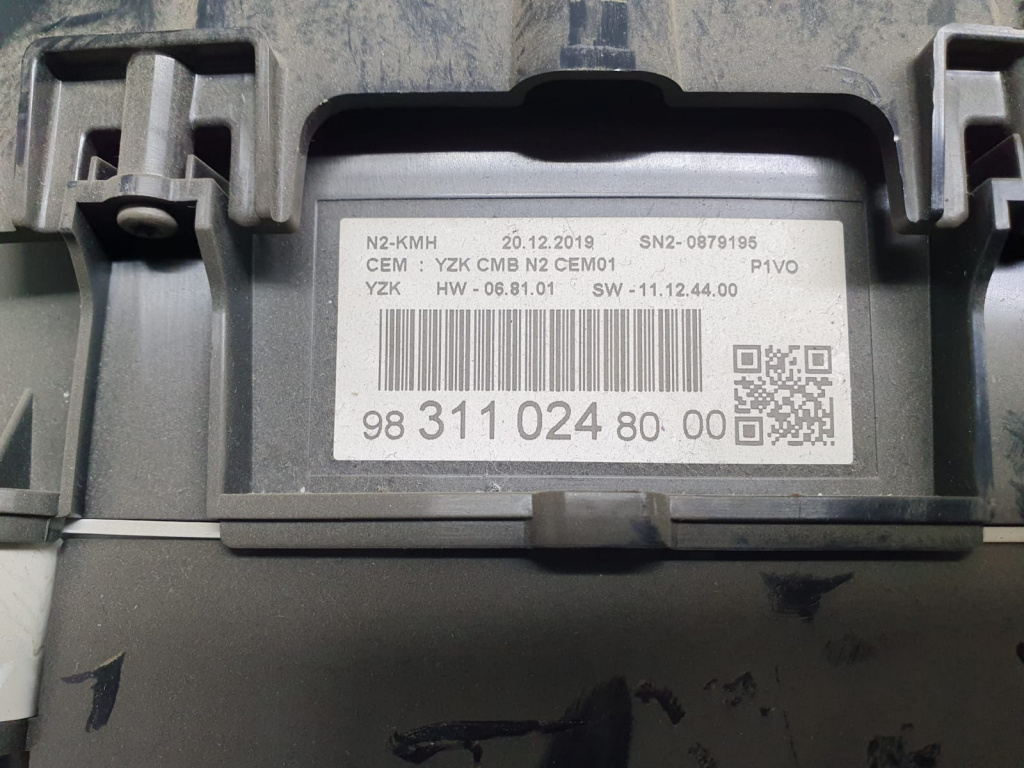 N2-KMH 20.12.2019 SN2- 0879195
CEM : YZK CMB N2 CEM01 P1VO
YZK HW - 06.81.01 SW - 11.12.44.00
98 311 024 80 00